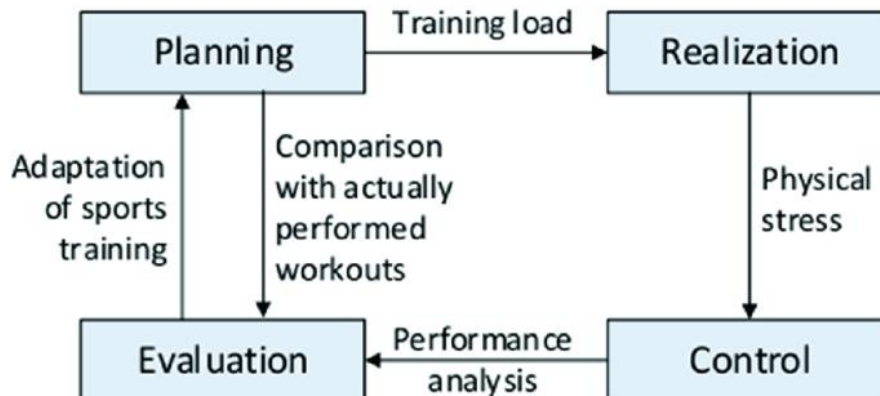 Planning
Training load
Realization
Adaptation
of sports
training
Comparison
with actually
performed
workouts
Physical
stress
Evaluation
Performance
analysis
Control